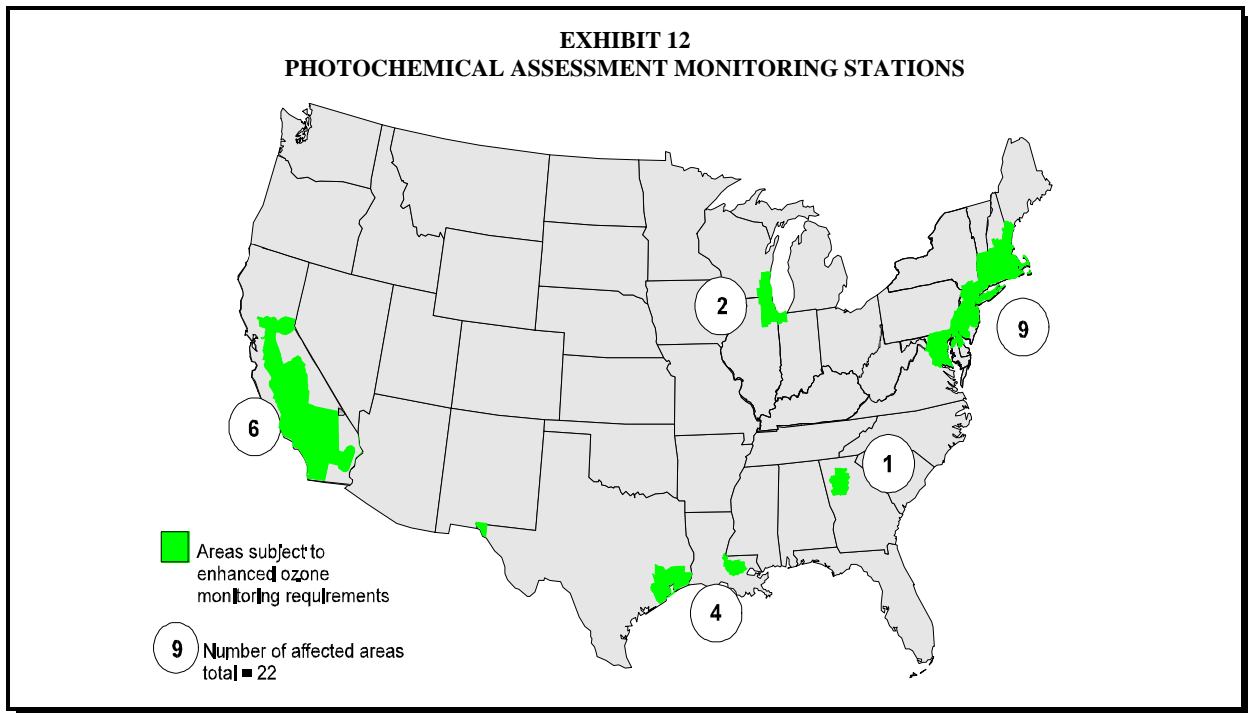 EXHIBIT 12
PHOTOCHEMICAL ASSESSMENT MONITORING STATIONS
2
9
6
1
4
Areas subject to
enhanced ozone
monitoring requirements
9
Number of affected areas
total = 22